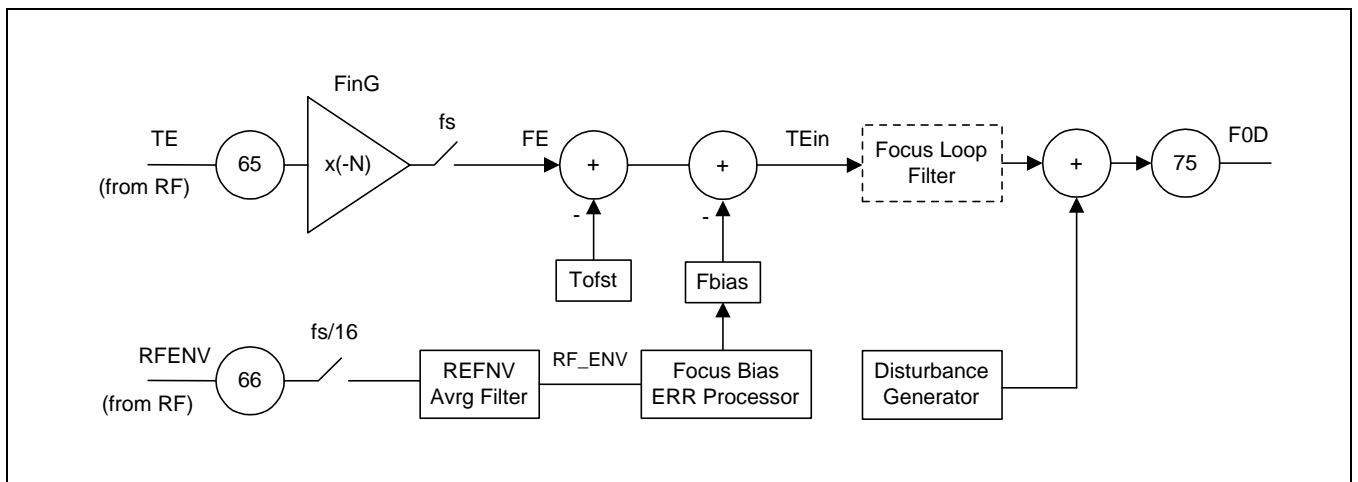 FinG
TE
(from RF)
65
x(-N)
fs
FE
+
-
Tofst
+
-
Fbias
TEin
Focus Loop
Filter
+
75
F0D
RFENV
(from RF)
66
fs/16
REFNV
Avrg Filter
RF_ENV
Focus Bias
ERR Processor
Disturbance
Generator